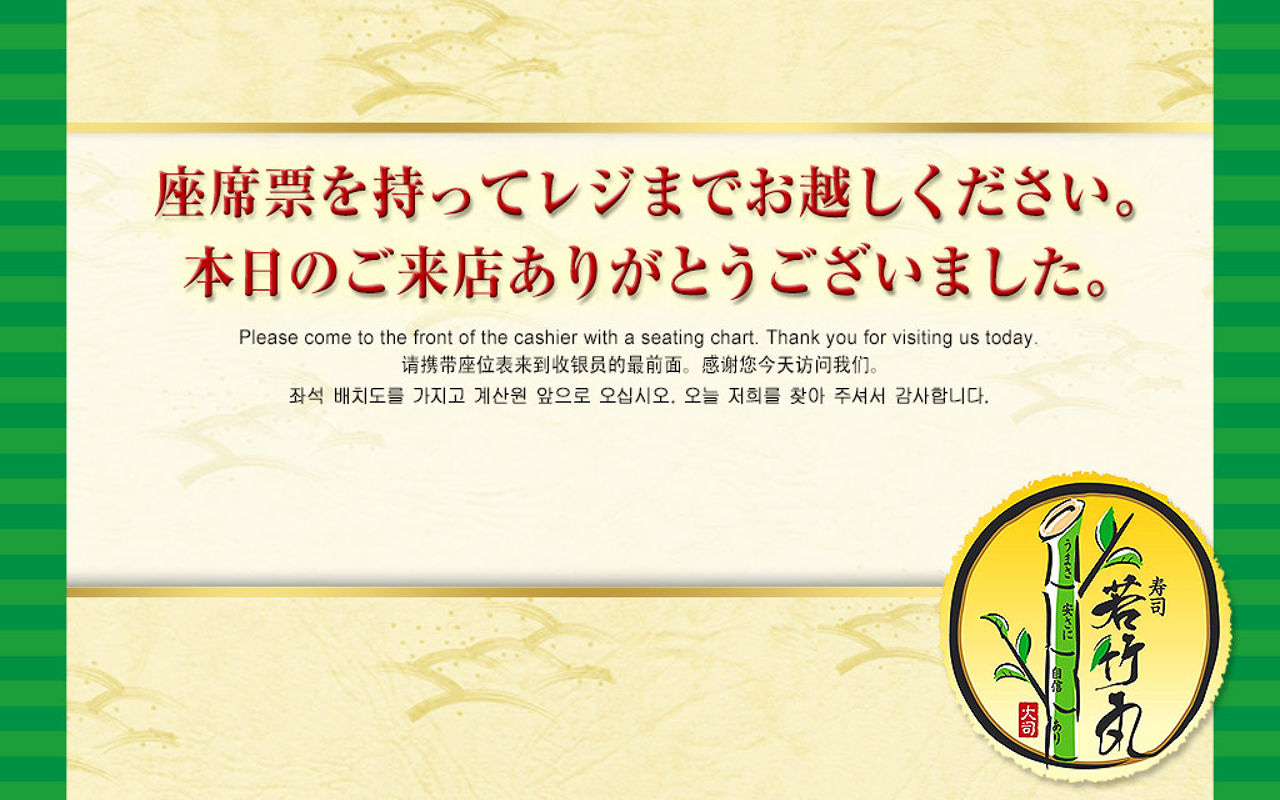 座席票を持ってレジまでお越しください。
本日のご来店ありがとうございました。
Please come to the front of the cashier with a seating chart. Thank you for visiting us today.
请携带座位表来到收银员的最前面。感谢您今天访问我们。
좌석 배치도를 가지고 계산원 앞으로 오십시오. 오늘 저희를 찾아 주셔서 감사합니다.
寿司
若竹丸
うまさ
安さに
自信
あり
大司